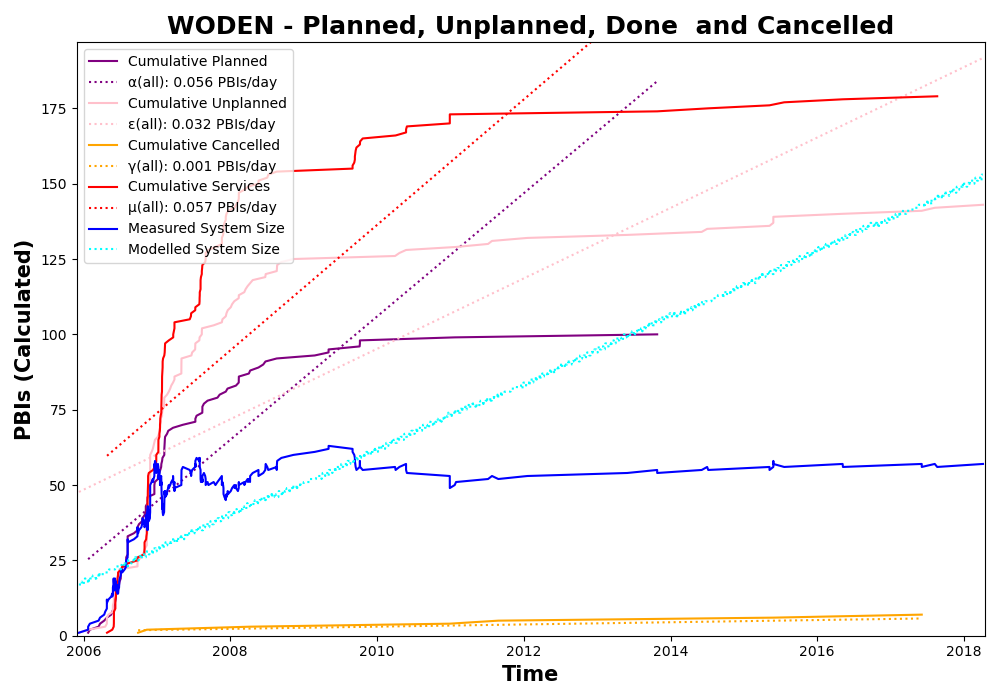 WODEN - Planned, Unplanned, Done  and Cancelled
Cumulative Planned
α(all): 0.056 PBIs/day
Cumulative Unplanned
ε(all): 0.032 PBIs/day
Cumulative Cancelled
γ(all): 0.001 PBIs/day
Cumulative Services
μ(all): 0.057 PBIs/day
Measured System Size
Modelled System Size
PBIs (Calculated)
175
150
125
100
75
50
25
0
2006 2008 2010 2012 2014 2016 2018
Time